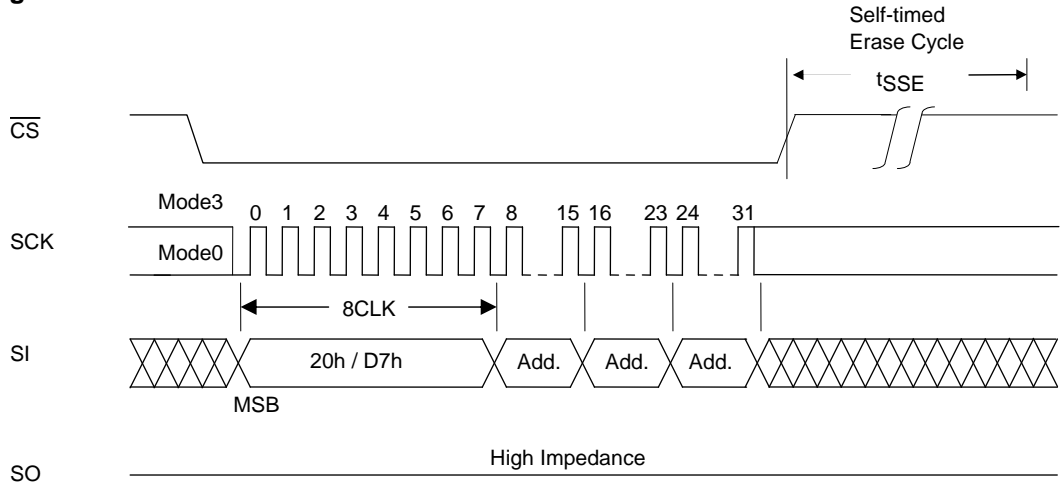 g
Self-timed
Erase Cycle
tSSE
CS
Mode3
0 1 2 3 4 5 6 7 8 15 16 23 24 31
SCK
Mode0
8CLK
SI
20h / D7h Add. Add. Add.
MSB
High Impedance
SO